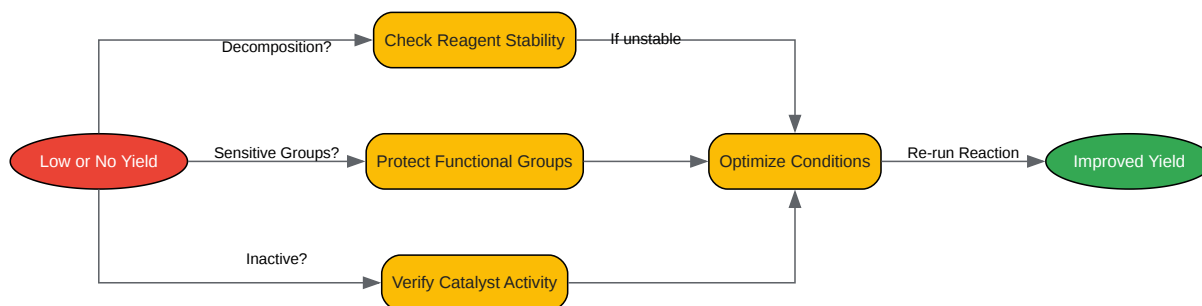 Decomposition?
Check Reagent Stability
If unstable
Low or No Yield
Sensitive Groups?
Protect Functional Groups
Optimize Conditions
Re-run Reaction
Improved Yield
Inactive?
Verify Catalyst Activity